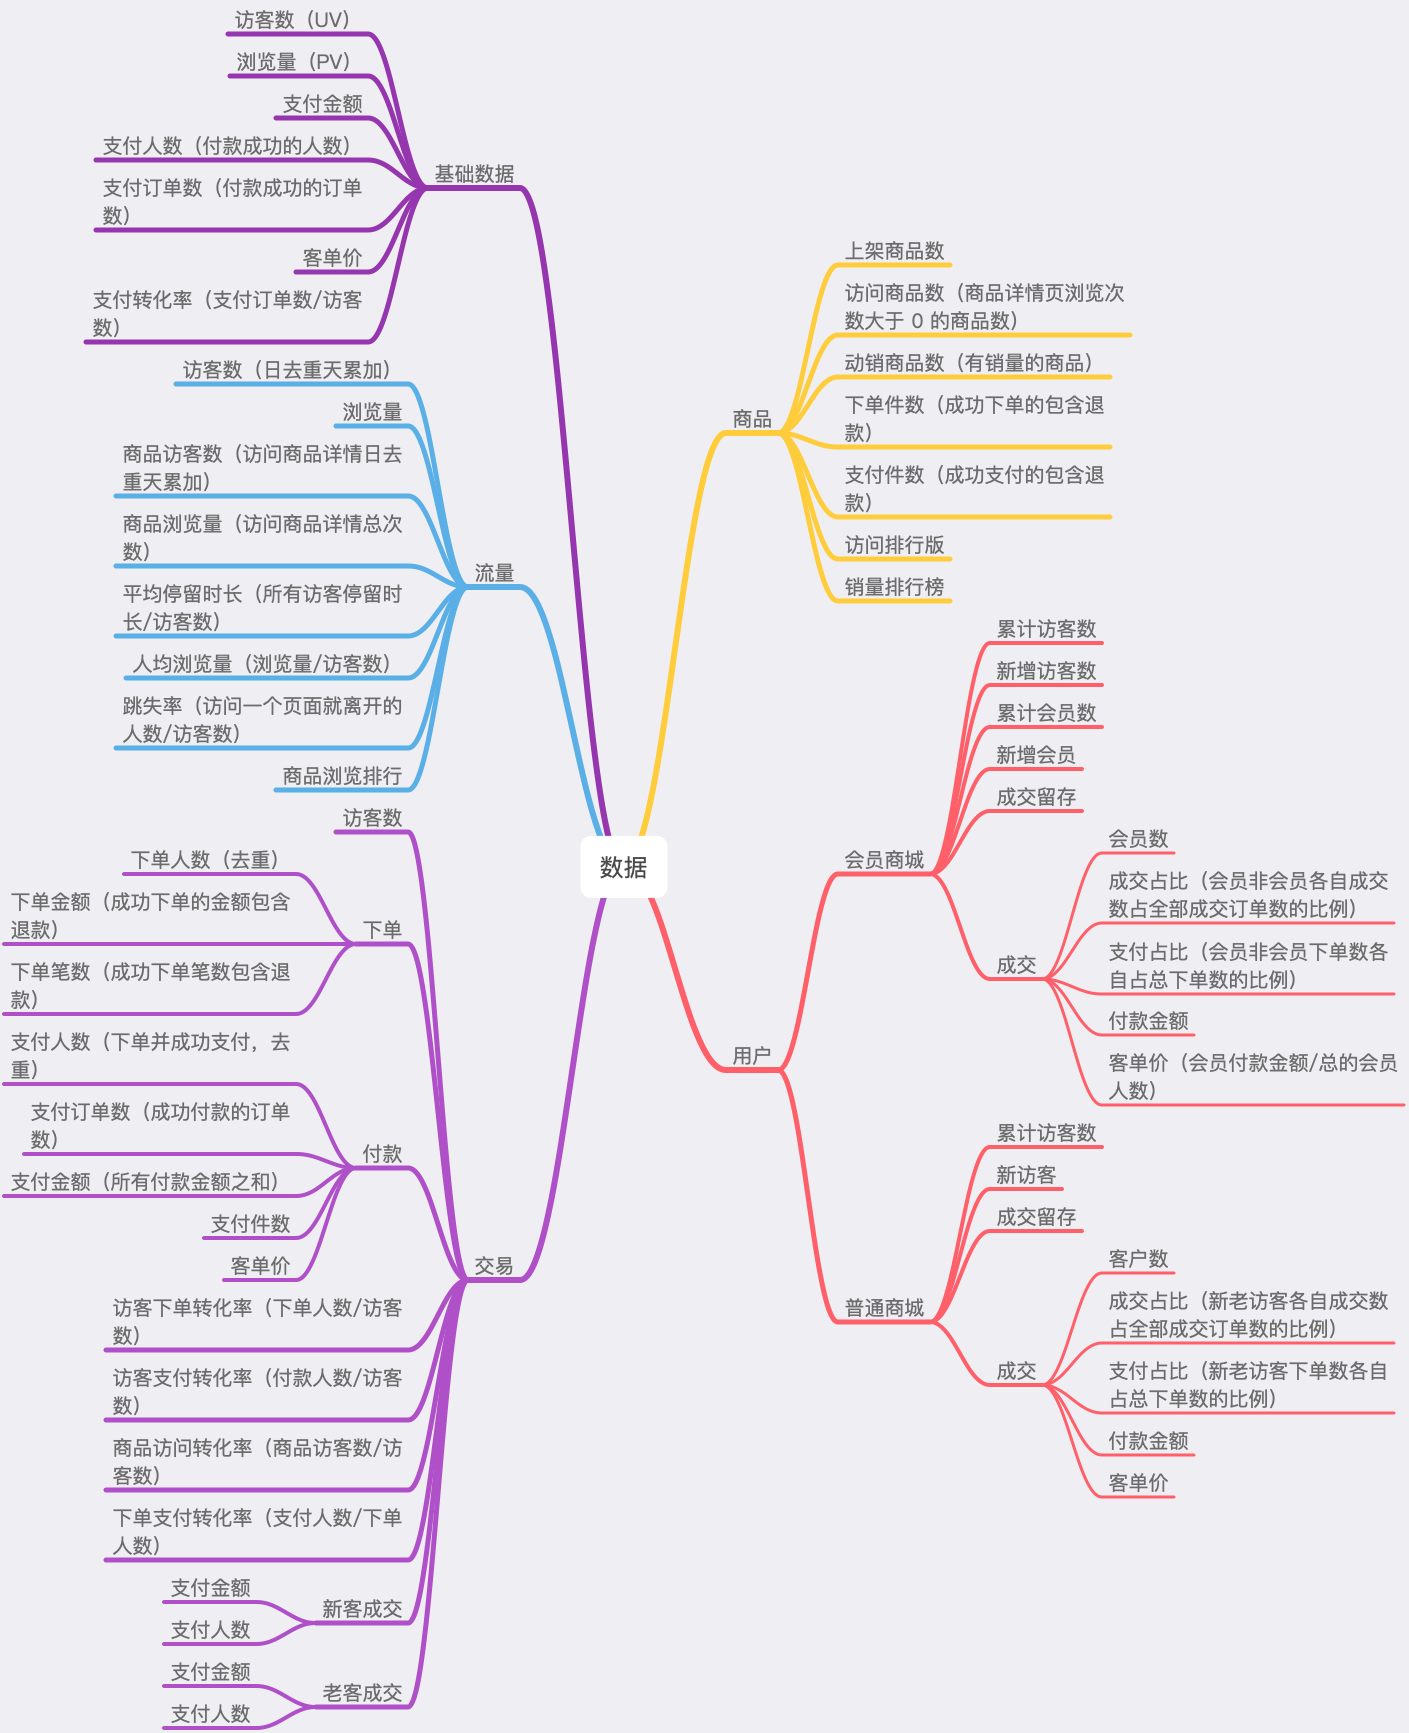 数据
基础数据
访客数（UV）
浏览量（PV）
支付金额
支付人数（付款成功的人数）
支付订单数（付款成功的订单
数）
客单价
支付转化率（支付订单数/访客
数）
流量
访客数（日去重天累加）
浏览量
商品访客数（访问商品详情日去
重天累加）
商品浏览量（访问商品详情总次
数）
平均停留时长（所有访客停留时
长/访客数）
人均浏览量（浏览量/访客数）
跳失率（访问一个页面就离开的
人数/访客数）
商品浏览排行
交易
访客数
下单
下单人数（去重）
下单金额（成功下单的金额包含
退款）
下单笔数（成功下单笔数包含退
款）
付款
支付人数（下单并成功支付，去
重）
支付订单数（成功付款的订单
数）
支付金额（所有付款金额之和）
支付件数
客单价
访客下单转化率（下单人数/访客
数）
访客支付转化率（付款人数/访客
数）
商品访问转化率（商品访客数/访
客数）
下单支付转化率（支付人数/下单
人数）
新客成交
支付金额
支付人数
老客成交
支付金额
支付人数
商品
上架商品数
访问商品数（商品详情页浏览次
数大于 0 的商品数）
动销商品数（有销量的商品）
下单件数（成功下单的包含退
款）
支付件数（成功支付的包含退
款）
访问排行版
销量排行榜
用户
会员商城
累计访客数
新增访客数
累计会员数
新增会员
成交留存
成交
会员数
成交占比（会员非会员各自成交
数占全部成交订单数的比例）
支付占比（会员非会员下单数各
自占总下单数的比例）
付款金额
客单价（会员付款金额/总的会员
人数）
普通商城
累计访客数
新访客
成交留存
成交
客户数
成交占比（新老访客各自成交数
占全部成交订单数的比例）
支付占比（新老访客下单数各自
占总下单数的比例）
付款金额
客单价